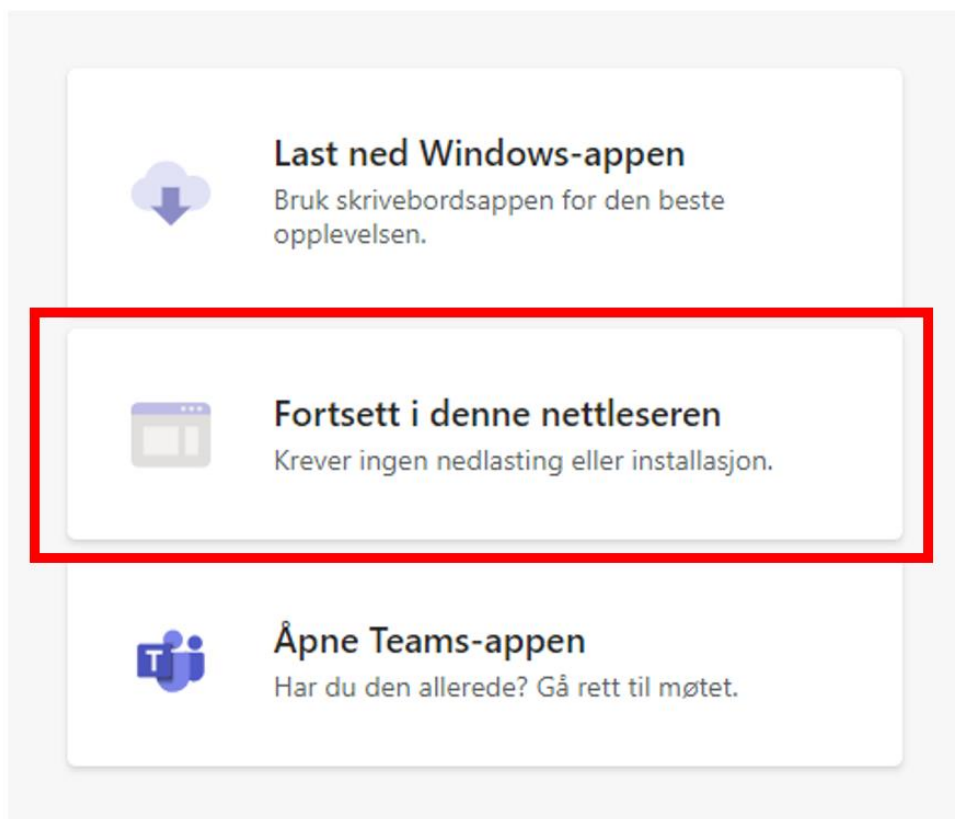 Last ned Windows-appen
Bruk skrivebordsappen for den beste
opplevelsen.
Fortsett i denne nettleseren
Krever ingen nedlasting eller installasjon.
T
Åpne Teams-appen
Har du den allerede? Gå rett til møtet.